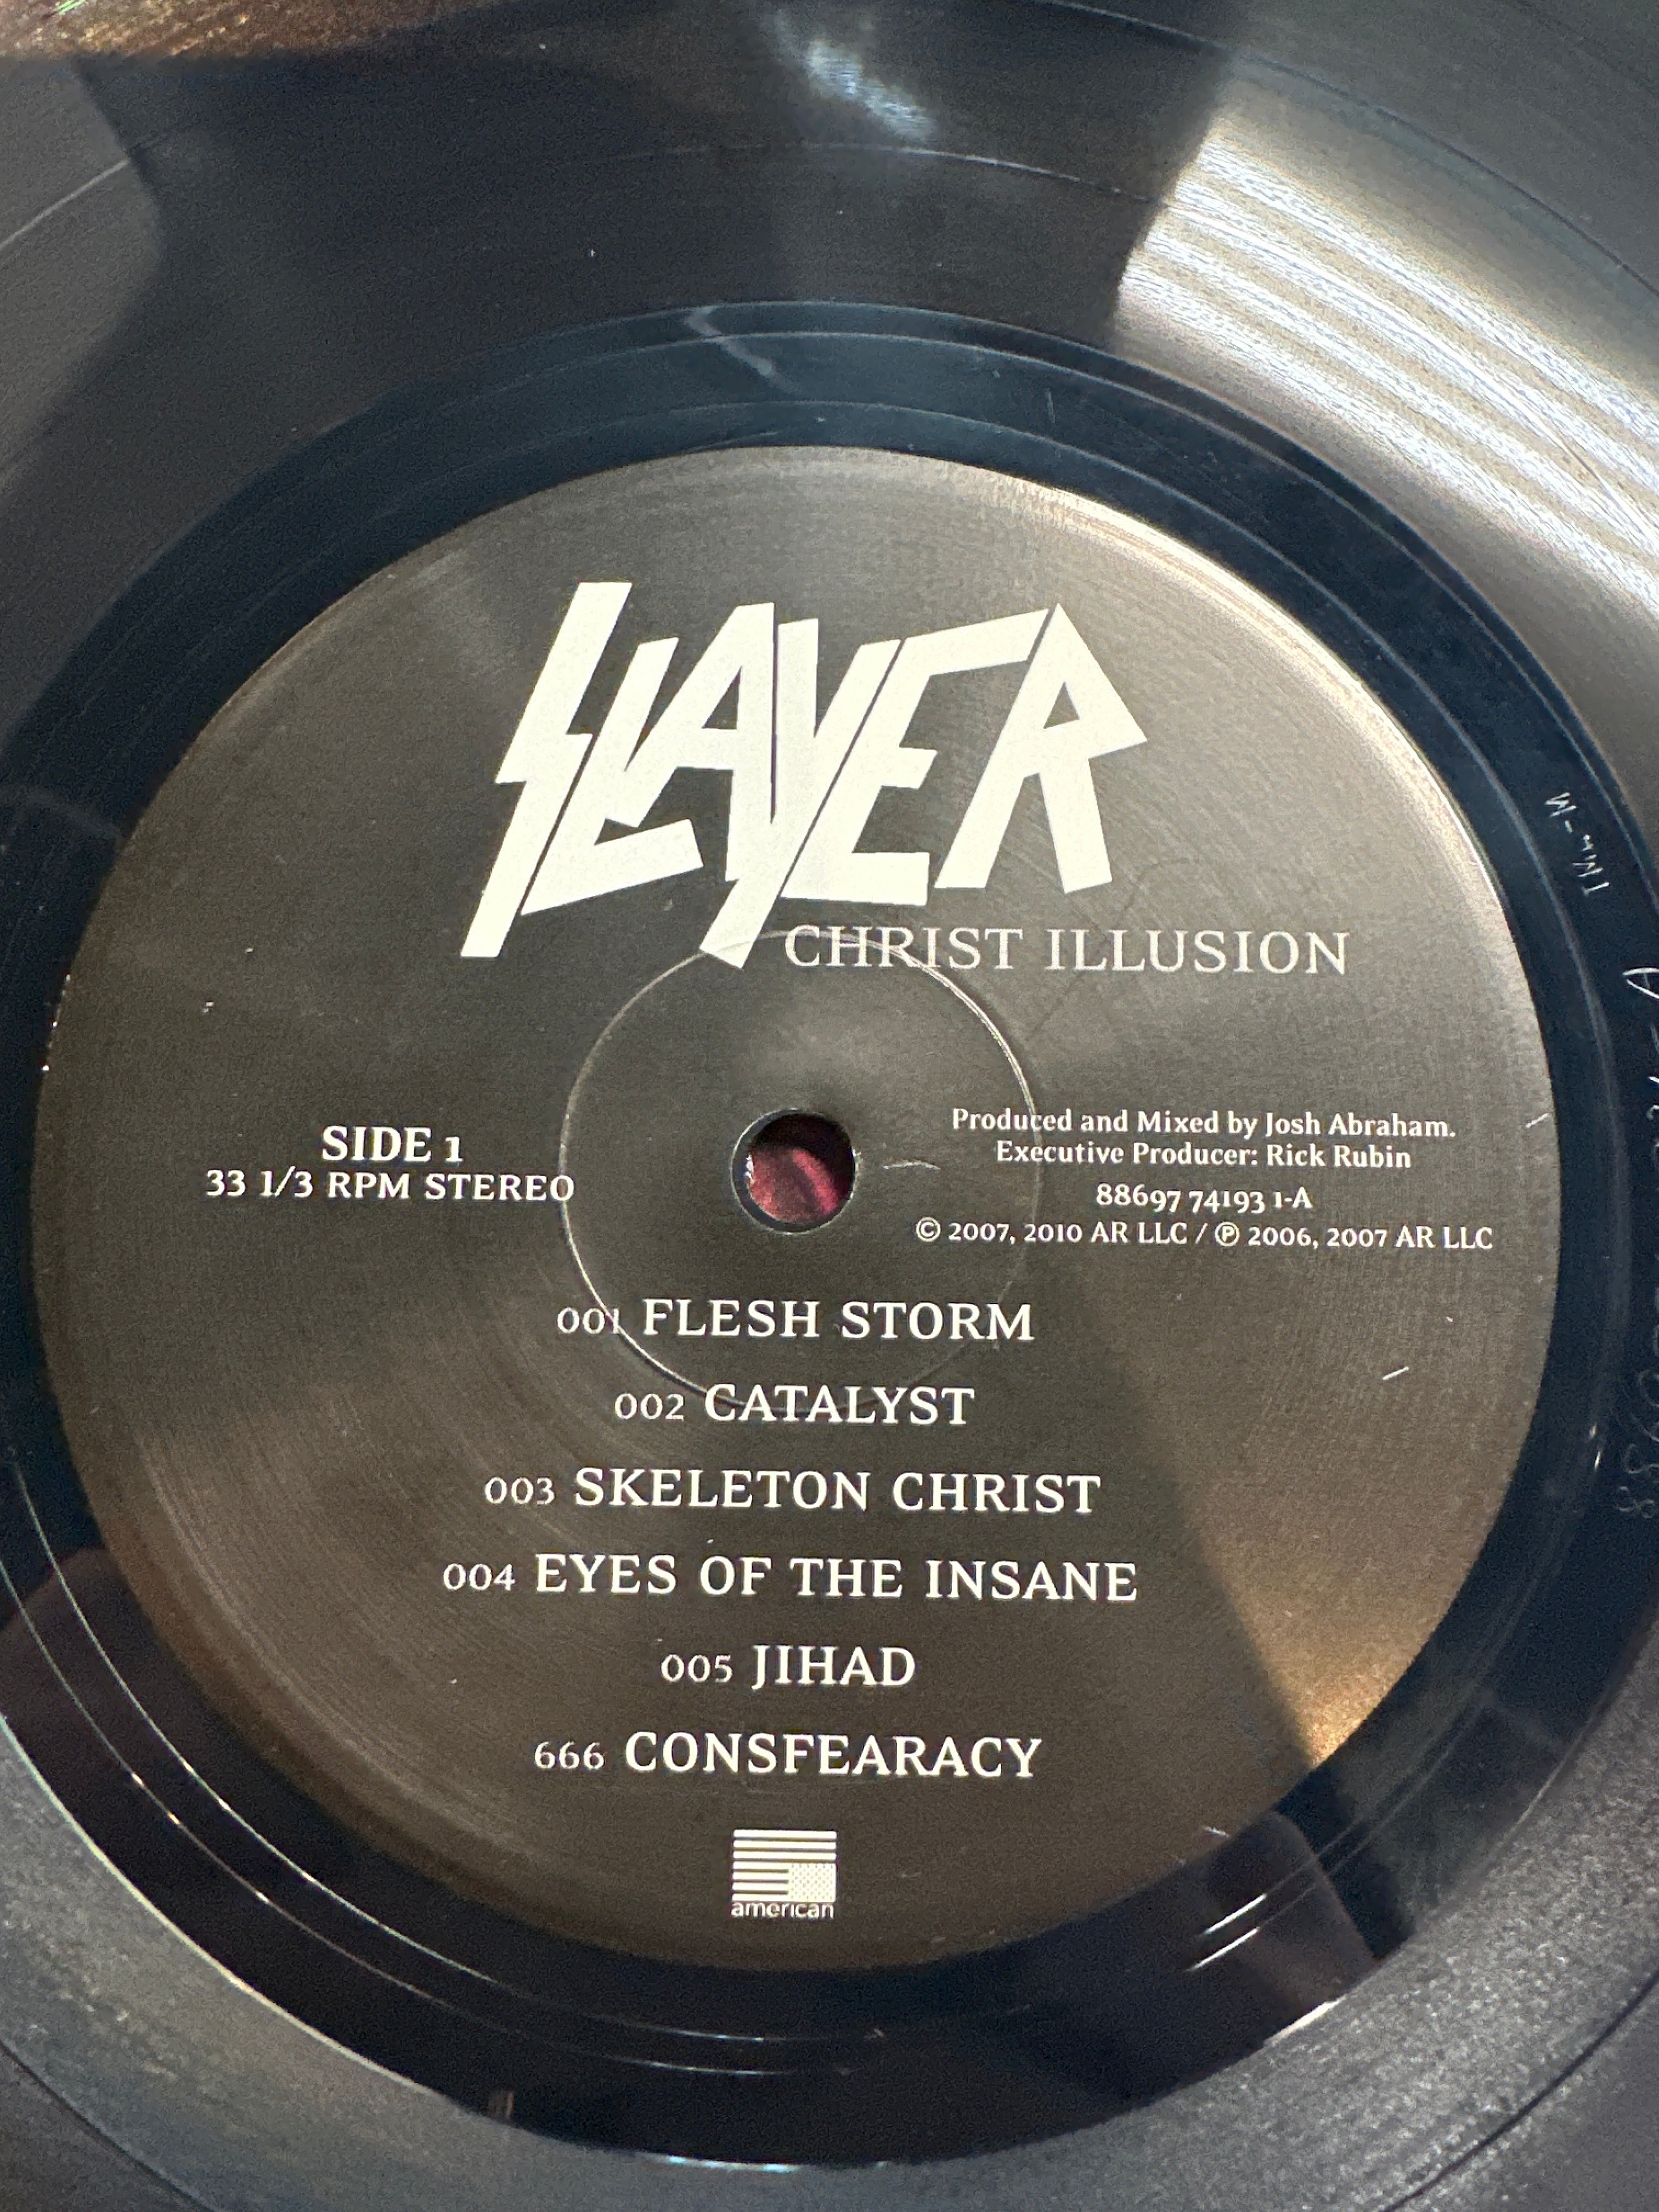 SLAYER
CHRIST ILLUSION
SIDE 1
33 1/3 RPM STEREO
Produced and Mixed by Josh Abraham.
Executive Producer: Rick Rubin
88697 74193 1-A
© 2007, 2010 AR LLC / ℗ 2006, 2007 AR LLC
001 FLESH STORM
002 CATALYST
003 SKELETON CHRIST
004 EYES OF THE INSANE
005 JIHAD
666 CONSFEARACY
american